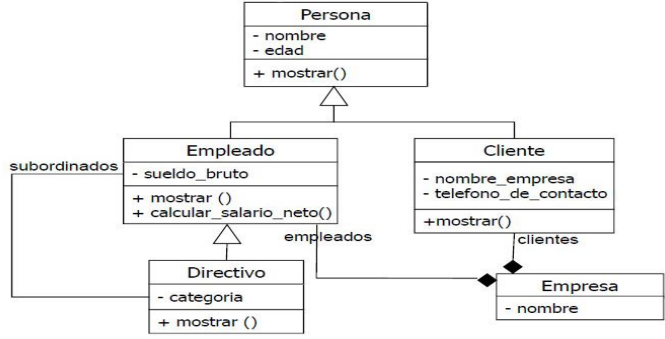 Persona
- nombre
- edad
+ mostrar()
Empleado
- sueldo_bruto
+ mostrar ()
+ calcular_salario_neto()
Cliente
- nombre_empresa
- telefono_de_contacto
+mostrar()
subordinados
empleados
clientes
Directivo
- categoria
+ mostrar ()
Empresa
- nombre